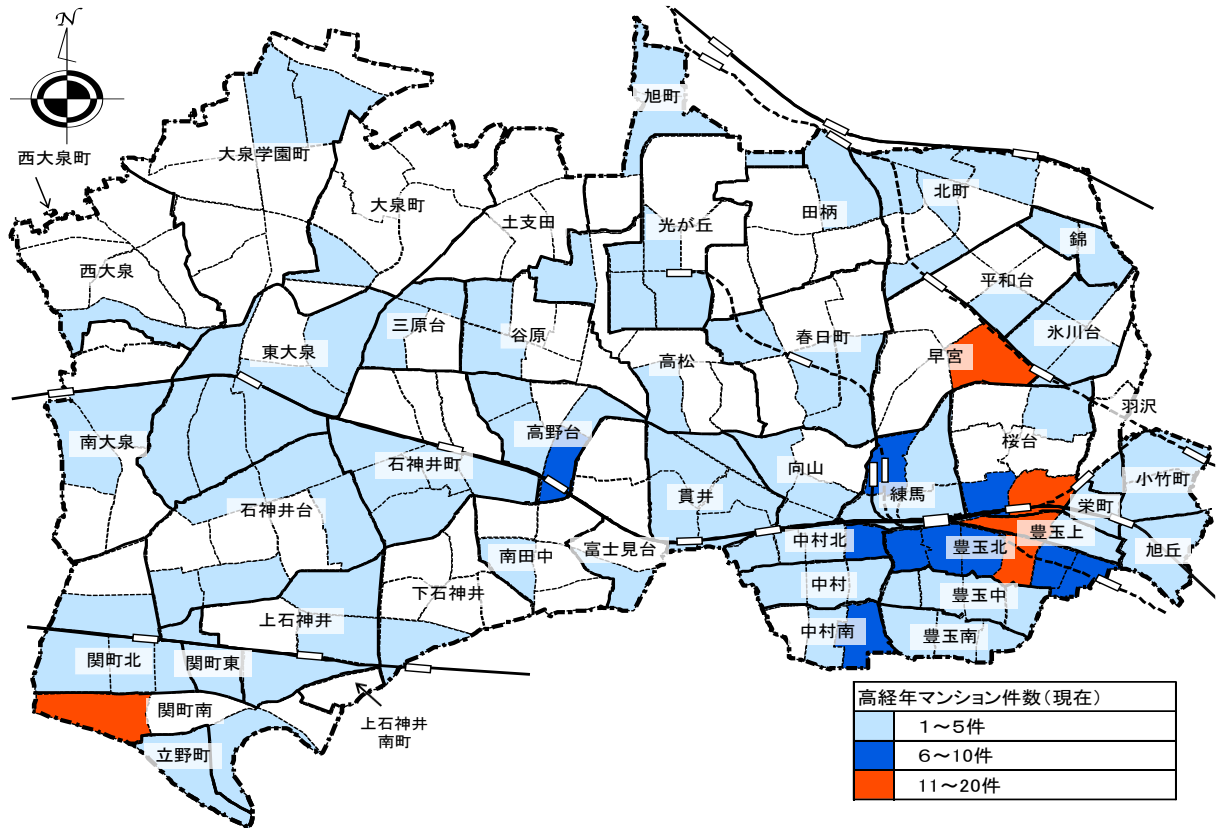 N
旭町
西大泉町
大泉学園町
北町
大泉町
田柄
土支田
光が丘
錦
西大泉
平和台
三原台
谷原
春日町
氷川台
東大泉
高松
早宮
羽沢
南大泉
高野台
桜台
石神井町
向山
小竹町
練馬
貫井
栄町
石神井台
豊玉上
中村北
豊玉北
旭丘
南田中
富士見台
中村
下石神井
豊玉中
上石神井
中村南
豊玉南
関町北
関町東
関町南
上石神井
南町
立野町
高経年マンション件数(現在)
1~5件
6~10件
11~20件